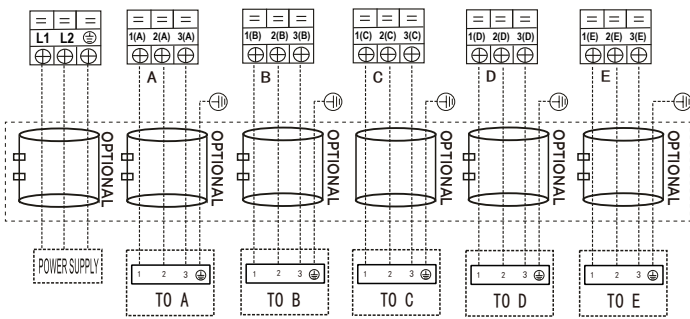 L1 L2
1(A) 2(A) 3(A)
1(B) 2(B) 3(B)
1(C) 2(C) 3(C)
1(D) 2(D) 3(D)
1(E) 2(E) 3(E)
A
B
C
D
E
OPTIONAL
OPTIONAL
OPTIONAL
OPTIONAL
OPTIONAL
OPTIONAL
POWER SUPPLY
1 2 3
TO A
1 2 3
TO B
1 2 3
TO C
1 2 3
TO D
1 2 3
TO E